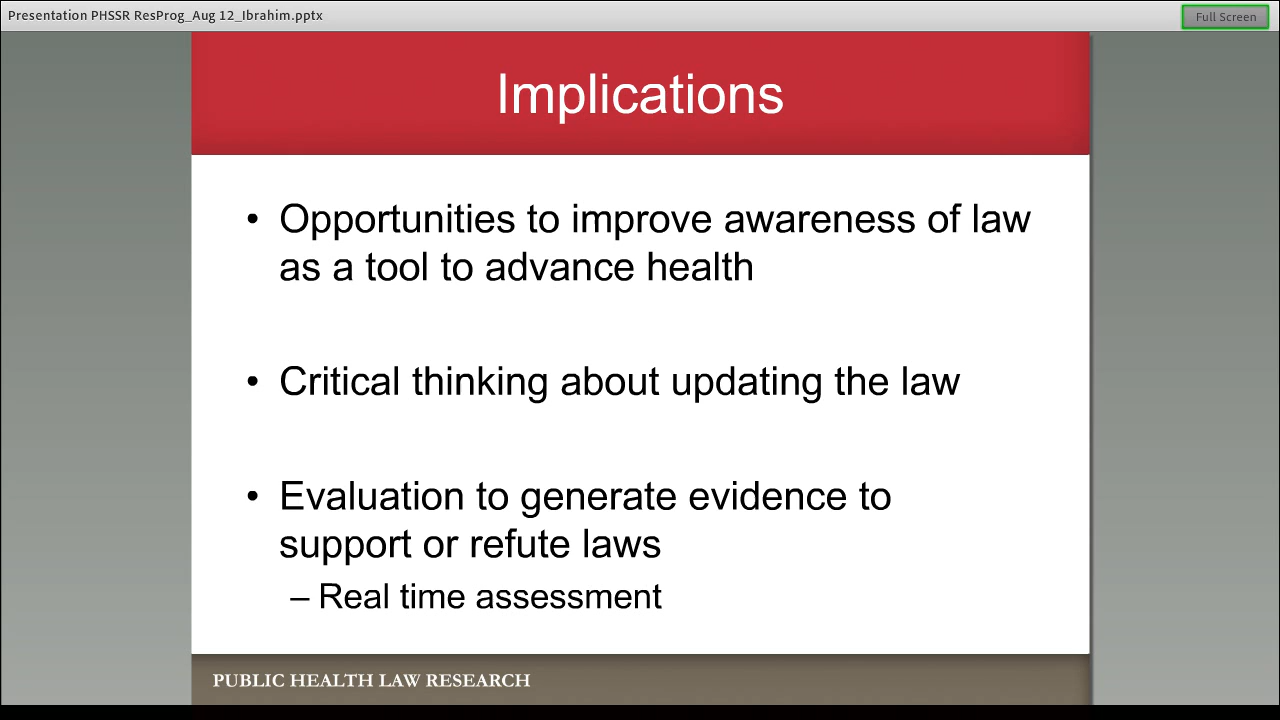 Presentation PHSSR ResProg_Aug 12_Ibrahim.pptx
Full Screen
Implications
• Opportunities to improve awareness of law
as a tool to advance health
• Critical thinking about updating the law
• Evaluation to generate evidence to
support or refute laws
– Real time assessment
PUBLIC HEALTH LAW RESEARCH